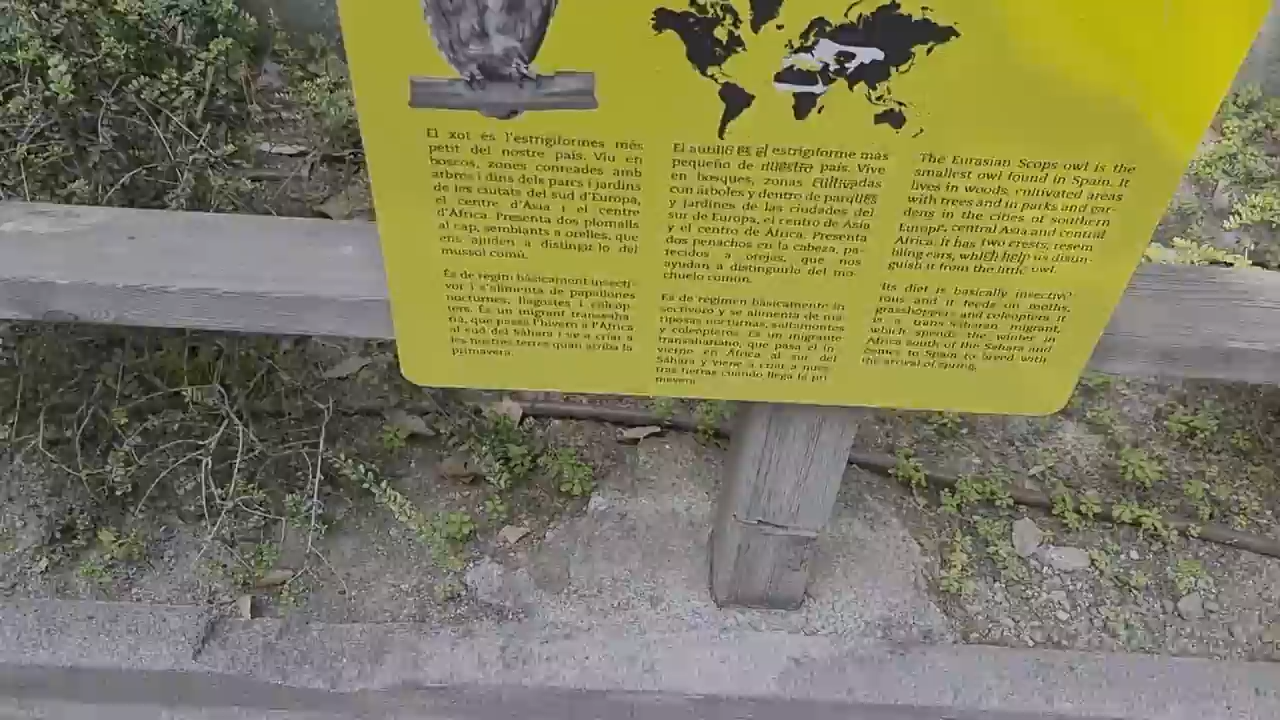 El xot és l'estrigiformes més
petit del nostre país. Viu en
boscos, zones conreades amb
arbres i dins dels parcs i jardins
de les ciutats del sud d'Europa,
el centre d'Àsia i el centre
d'Àfrica. Presenta dos plomalls
al cap, semblants a orelles, que
ens ajuden a distingir-lo del
mussol comú.
És de règim bàsicament insectí-
vor i s'alimenta de papallones
nocturnes, llagostes i coleòp-
ters. És un migrant transsaha-
rià, que passa l'hivern a l'Àfrica
al sud del Sàhara i ve a criar a
les nostres terres quan arriba la
primavera.
El autillo es el estrigiforme más
pequeño de nuestro país. Vive
en bosques, zonas cultivadas
con árboles y dentro de parques
y jardines de las ciudades del
sur de Europa, el centro de Asia
y el centro de África. Presenta
dos penachos en la cabeza, pa-
recidos a orejas, que nos
ayudan a distinguirlo del mo-
chuelo común.
Es de régimen básicamente in-
sectívoro y se alimenta de ma-
riposas nocturnas, saltamontes
y coleópteros. Es un migrante
transahariano, que pasa el in-
vierno en África al sur del
Sáhara y viene a criar a nues-
tras tierras cuando llega la pri-
mavera.
The Eurasian Scops owl is the
smallest owl found in Spain. It
lives in woods, cultivated areas
with trees and in parks and gar-
dens in the cities of southern
Europe, central Asia and central
Africa. It has two crests, resem-
bling ears, which help us distin-
guish it from the little owl.
Its diet is basically insectivo-
rous and it feeds on moths,
grasshoppers and coleoptera. It
is a trans-Saharan migrant,
which spends the winter in
Africa south of the Sahara and
comes to Spain to breed with
the arrival of spring.